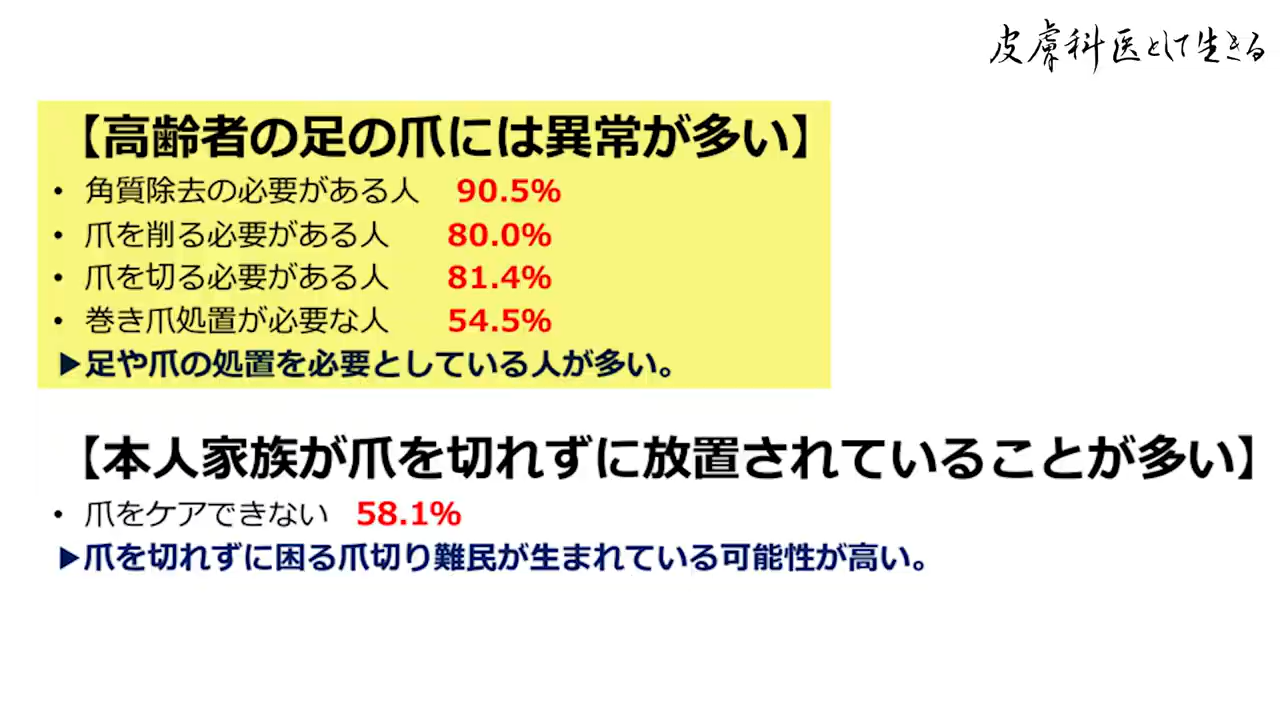 皮膚科医として生きる
【高齢者の足の爪には異常が多い】
• 角質除去の必要がある人 90.5%
• 爪を削る必要がある人 80.0%
• 爪を切る必要がある人 81.4%
• 巻き爪処置が必要な人 54.5%
▶足や爪の処置を必要としている人が多い。
【本人家族が爪を切れずに放置されていることが多い】
• 爪をケアできない 58.1%
▶爪を切れずに困る爪切り難民が生まれている可能性が高い。